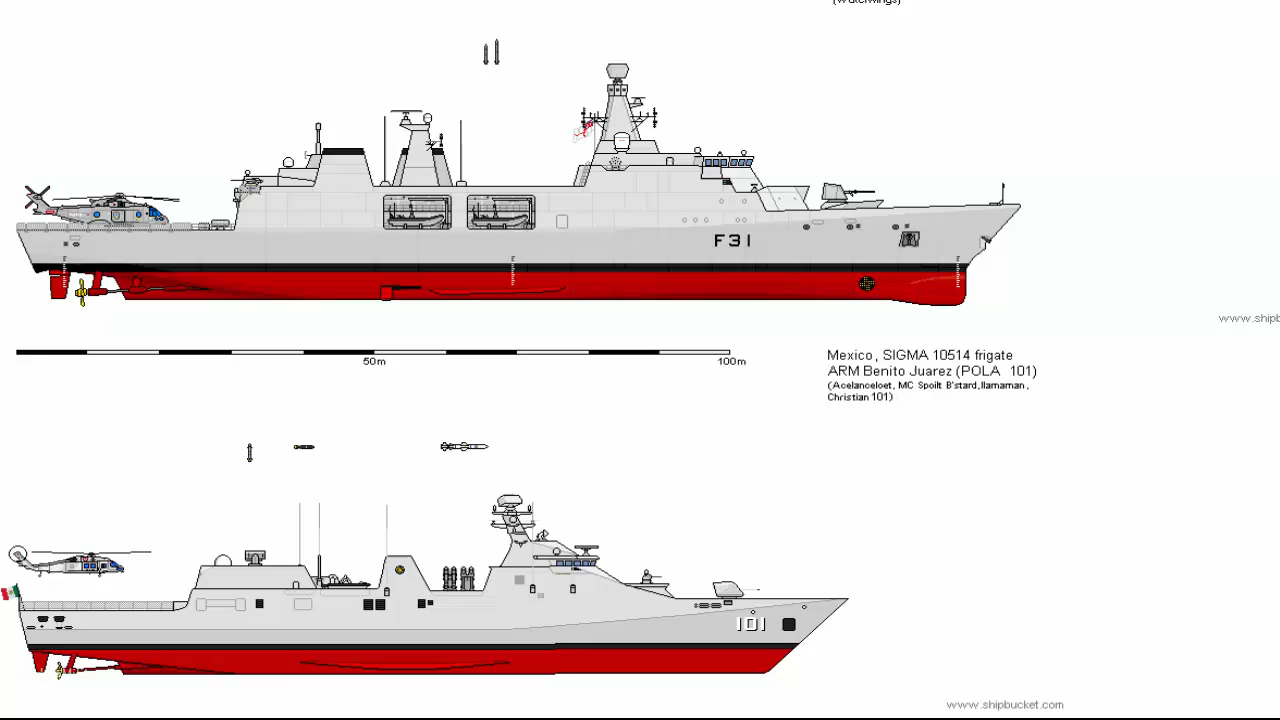 (waterwings)
F31
www.shipb
50m
100m
Mexico, SIGMA 10514 frigate
ARM Benito Juarez (POLA 101)
(Acelanceloet, MC Spoilt B'stard,llamaman,
Christian 101)
101
www.shipbucket.com